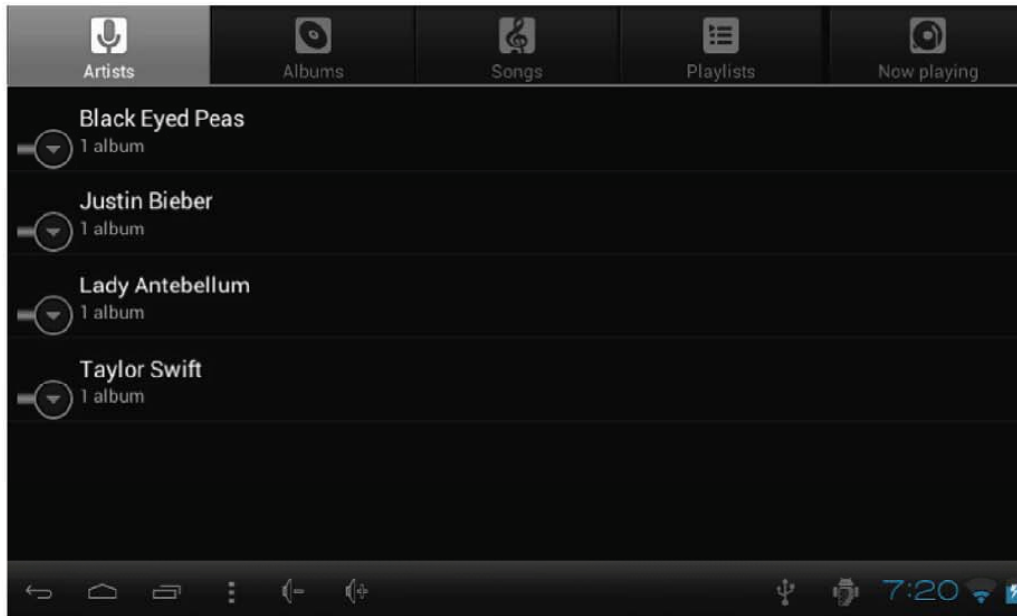 Artists
Albums
Songs
Playlists
Now playing
Black Eyed Peas
1 album
Justin Bieber
1 album
Lady Antebellum
1 album
Taylor Swift
1 album
7:20